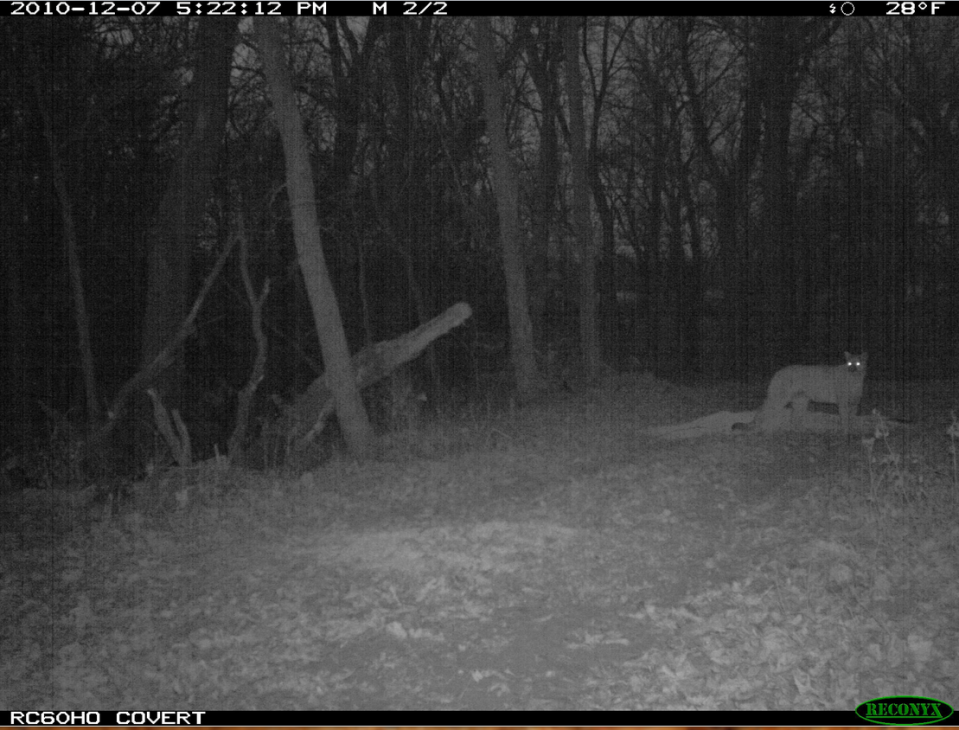 2010-12-07 5:22:12 PM M 2/2 28°F
RC60HO COVERT RECONYX